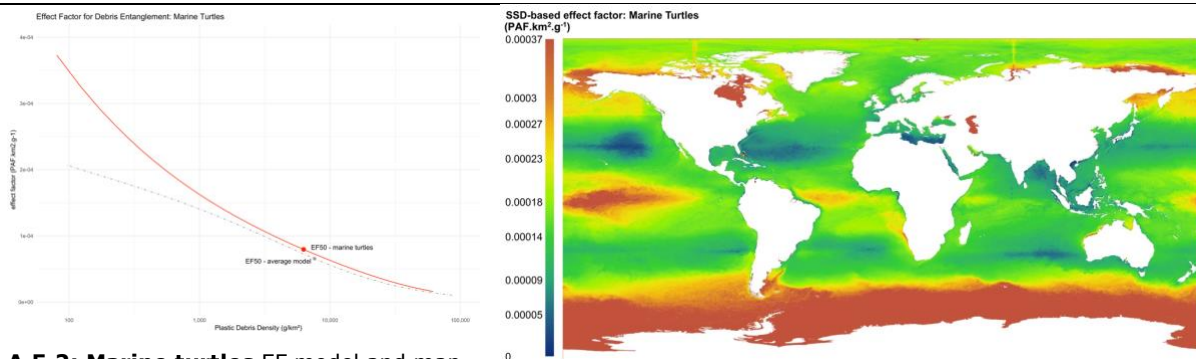 Effect Factor for Debris Entanglement: Marine Turtles
4e-04
3e-04
2e-04
1e-04
0e+00
effect factor (PAF.km2.g-1)
EF50 - marine turtles
EF50 - average model
100
1,000
10,000
100,000
Plastic Debris Density (g/km²)
SSD-based effect factor: Marine Turtles
(PAF.km².g⁻¹)
0.00037
0.0003
0.00027
0.00023
0.00018
0.00014
0.00009
0.00005
0
A.5.3: Marine turtles EF model and map